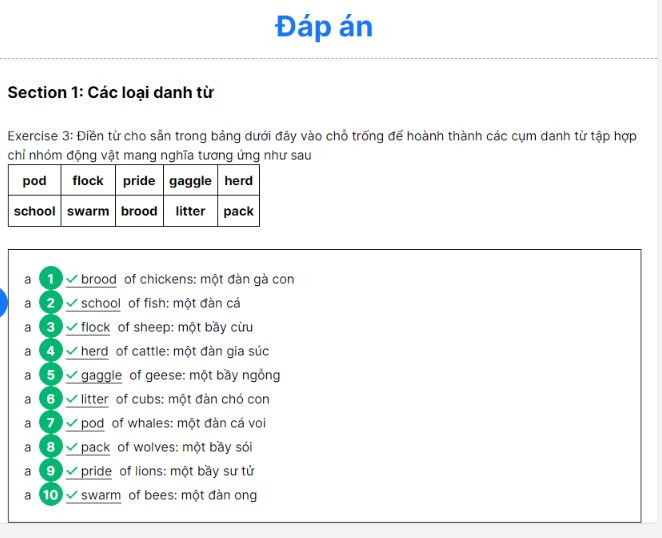 Đáp án
Section 1: Các loại danh từ
Exercise 3: Điền từ cho sẵn trong bảng dưới đây vào chỗ trống để hoành thành các cụm danh từ tập hợp
chỉ nhóm động vật mang nghĩa tương ứng như sau
pod flock pride gaggle herd
school swarm brood litter pack
a 1 ✓ brood of chickens: một đàn gà con
a 2 ✓ school of fish: một đàn cá
a 3 ✓ flock of sheep: một bầy cừu
a 4 ✓ herd of cattle: một đàn gia súc
a 5 ✓ gaggle of geese: một bầy ngỗng
a 6 ✓ litter of cubs: một đàn chó con
a 7 ✓ pod of whales: một đàn cá voi
a 8 ✓ pack of wolves: một bầy sói
a 9 ✓ pride of lions: một bầy sư tử
a 10 ✓ swarm of bees: một đàn ong